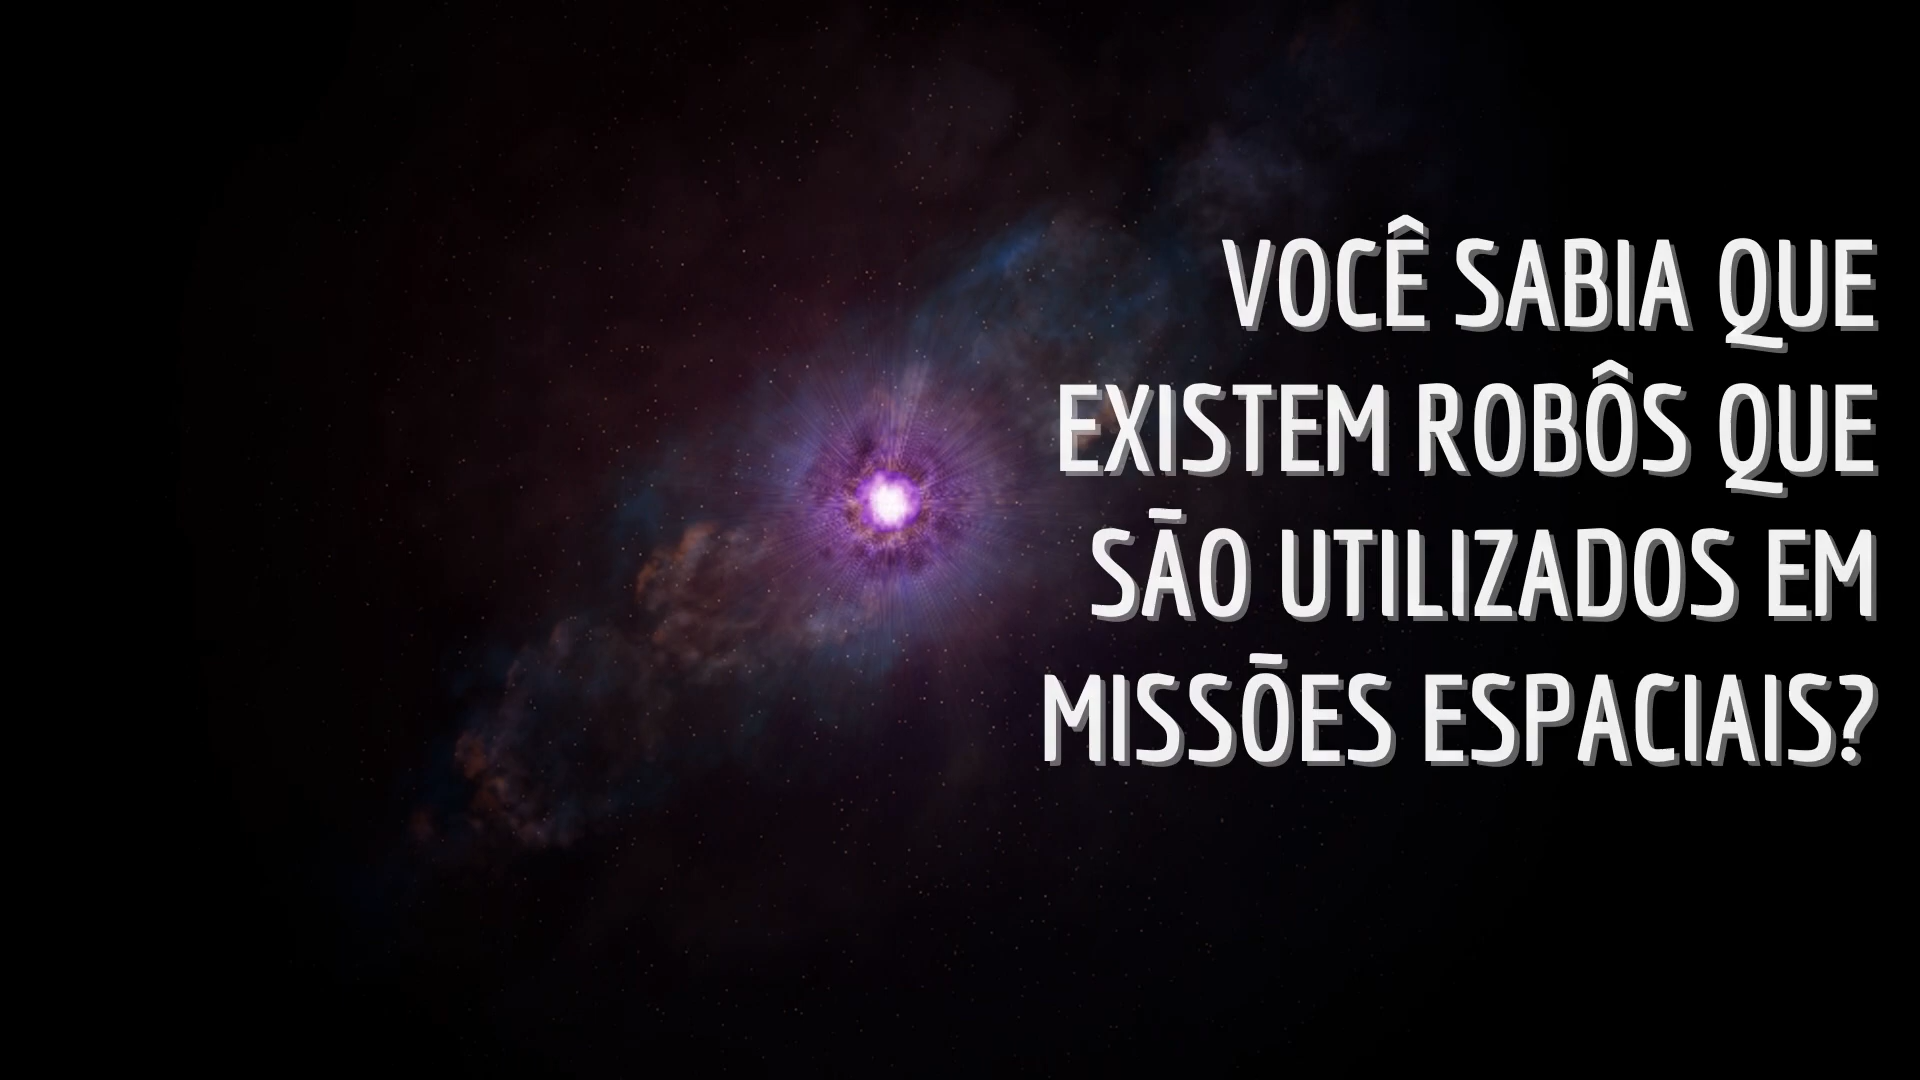 VOCÊ SABIA QUE
EXISTEM ROBÔS QUE
SÃO UTILIZADOS EM
MISSÕES ESPACIAIS?